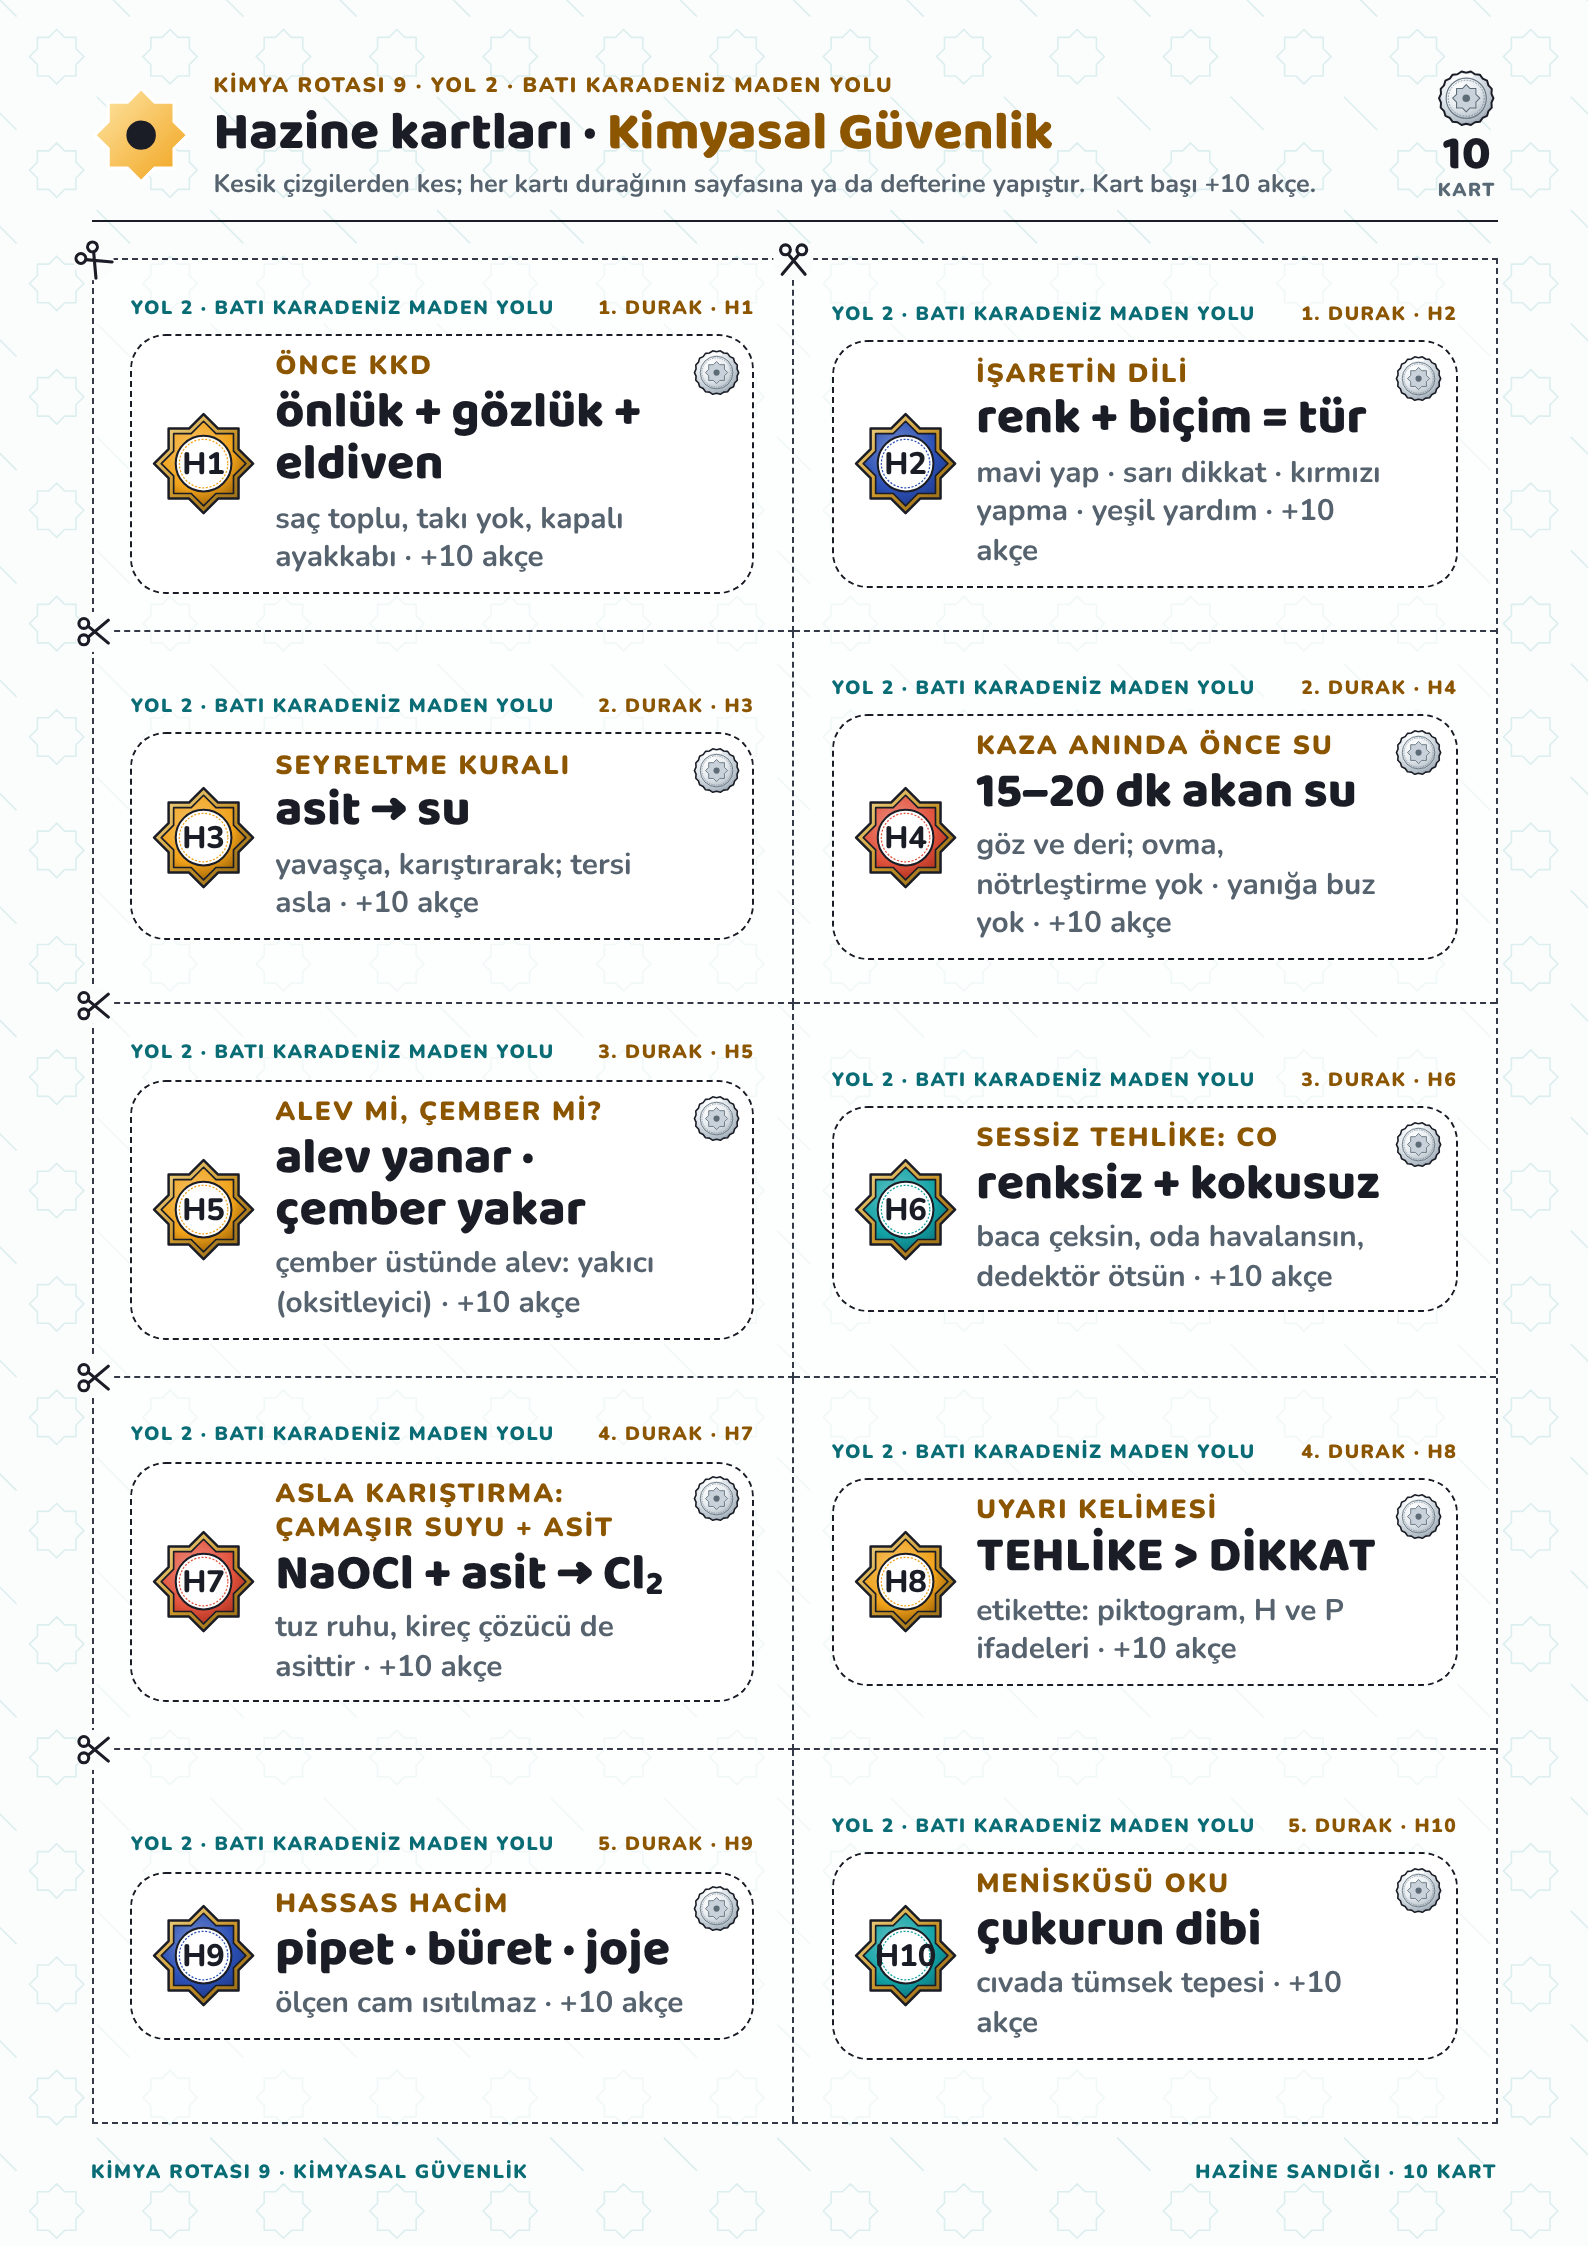 KİMYA ROTASI 9 · YOL 2 · BATI KARADENİZ MADEN YOLU
Hazine kartları · Kimyasal Güvenlik
Kesik çizgilerden kes; her kartı durağının sayfasına ya da defterine yapıştır. Kart başı +10 akçe.
10
KART
YOL 2 · BATI KARADENİZ MADEN YOLU 1. DURAK · H1
H1
ÖNCE KKD
önlük + gözlük +
eldiven
saç toplu, takı yok, kapalı
ayakkabı · +10 akçe
YOL 2 · BATI KARADENİZ MADEN YOLU 1. DURAK · H2
H2
İŞARETİN DİLİ
renk + biçim = tür
mavi yap · sarı dikkat · kırmızı
yapma · yeşil yardım · +10
akçe
YOL 2 · BATI KARADENİZ MADEN YOLU 2. DURAK · H3
H3
SEYRELTME KURALI
asit → su
yavaşça, karıştırarak; tersi
asla · +10 akçe
YOL 2 · BATI KARADENİZ MADEN YOLU 2. DURAK · H4
H4
KAZA ANINDA ÖNCE SU
15–20 dk akan su
göz ve deri; ovma,
nötrleştirme yok · yanığa buz
yok · +10 akçe
YOL 2 · BATI KARADENİZ MADEN YOLU 3. DURAK · H5
H5
ALEV Mİ, ÇEMBER Mİ?
alev yanar ·
çember yakar
çember üstünde alev: yakıcı
(oksitleyici) · +10 akçe
YOL 2 · BATI KARADENİZ MADEN YOLU 3. DURAK · H6
H6
SESSİZ TEHLİKE: CO
renksiz + kokusuz
baca çeksin, oda havalansın,
dedektör ötsün · +10 akçe
YOL 2 · BATI KARADENİZ MADEN YOLU 4. DURAK · H7
H7
ASLA KARIŞTIRMA:
ÇAMAŞIR SUYU + ASİT
NaOCl + asit → Cl₂
tuz ruhu, kireç çözücü de
asittir · +10 akçe
YOL 2 · BATI KARADENİZ MADEN YOLU 4. DURAK · H8
H8
UYARI KELİMESİ
TEHLİKE > DİKKAT
etikette: piktogram, H ve P
ifadeleri · +10 akçe
YOL 2 · BATI KARADENİZ MADEN YOLU 5. DURAK · H9
H9
HASSAS HACİM
pipet · büret · joje
ölçen cam ısıtılmaz · +10 akçe
YOL 2 · BATI KARADENİZ MADEN YOLU 5. DURAK · H10
H10
MENİSKÜSÜ OKU
çukurun dibi
cıvada tümsek tepesi · +10
akçe
KİMYA ROTASI 9 · KİMYASAL GÜVENLİK
HAZİNE SANDIĞI · 10 KART